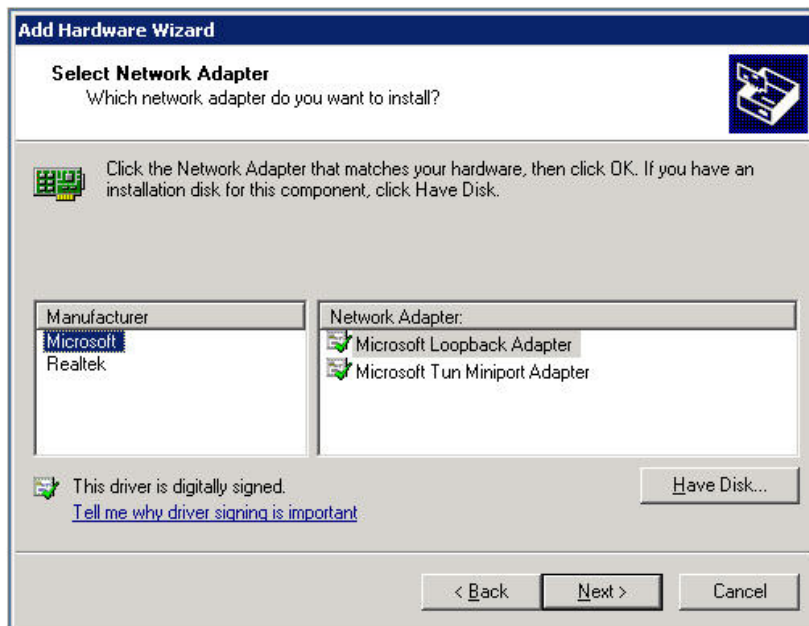 Add Hardware Wizard
Select Network Adapter
Which network adapter do you want to install?
Click the Network Adapter that matches your hardware, then click OK. If you have an
installation disk for this component, click Have Disk.
Manufacturer
Microsoft
Realtek
Network Adapter:
Microsoft Loopback Adapter
Microsoft Tun Miniport Adapter
This driver is digitally signed.
Tell me why driver signing is important
Have Disk...
< Back
Next >
Cancel